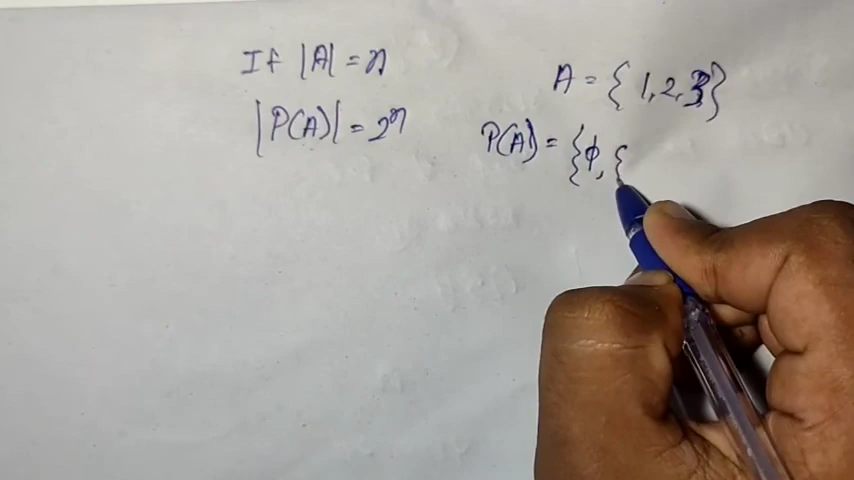 If |A| = n
|P(A)| = 2ⁿ
A = { 1, 2, 3 }
P(A) = { ϕ, {